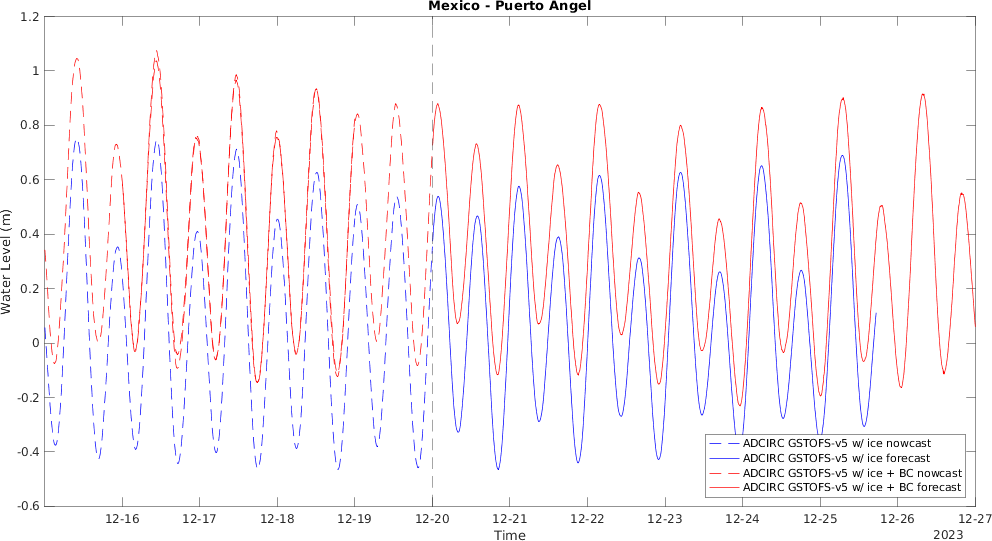 Mexico - Puerto Angel
1.2
1
0.8
0.6
0.4
0.2
0
-0.2
-0.4
-0.6
Water Level (m)
ADCIRC GSTOFS-v5 w/ ice nowcast
ADCIRC GSTOFS-v5 w/ ice forecast
ADCIRC GSTOFS-v5 w/ ice + BC nowcast
ADCIRC GSTOFS-v5 w/ ice + BC forecast
12-16 12-17 12-18 12-19 12-20 12-21 12-22 12-23 12-24 12-25 12-26 12-27
Time
2023